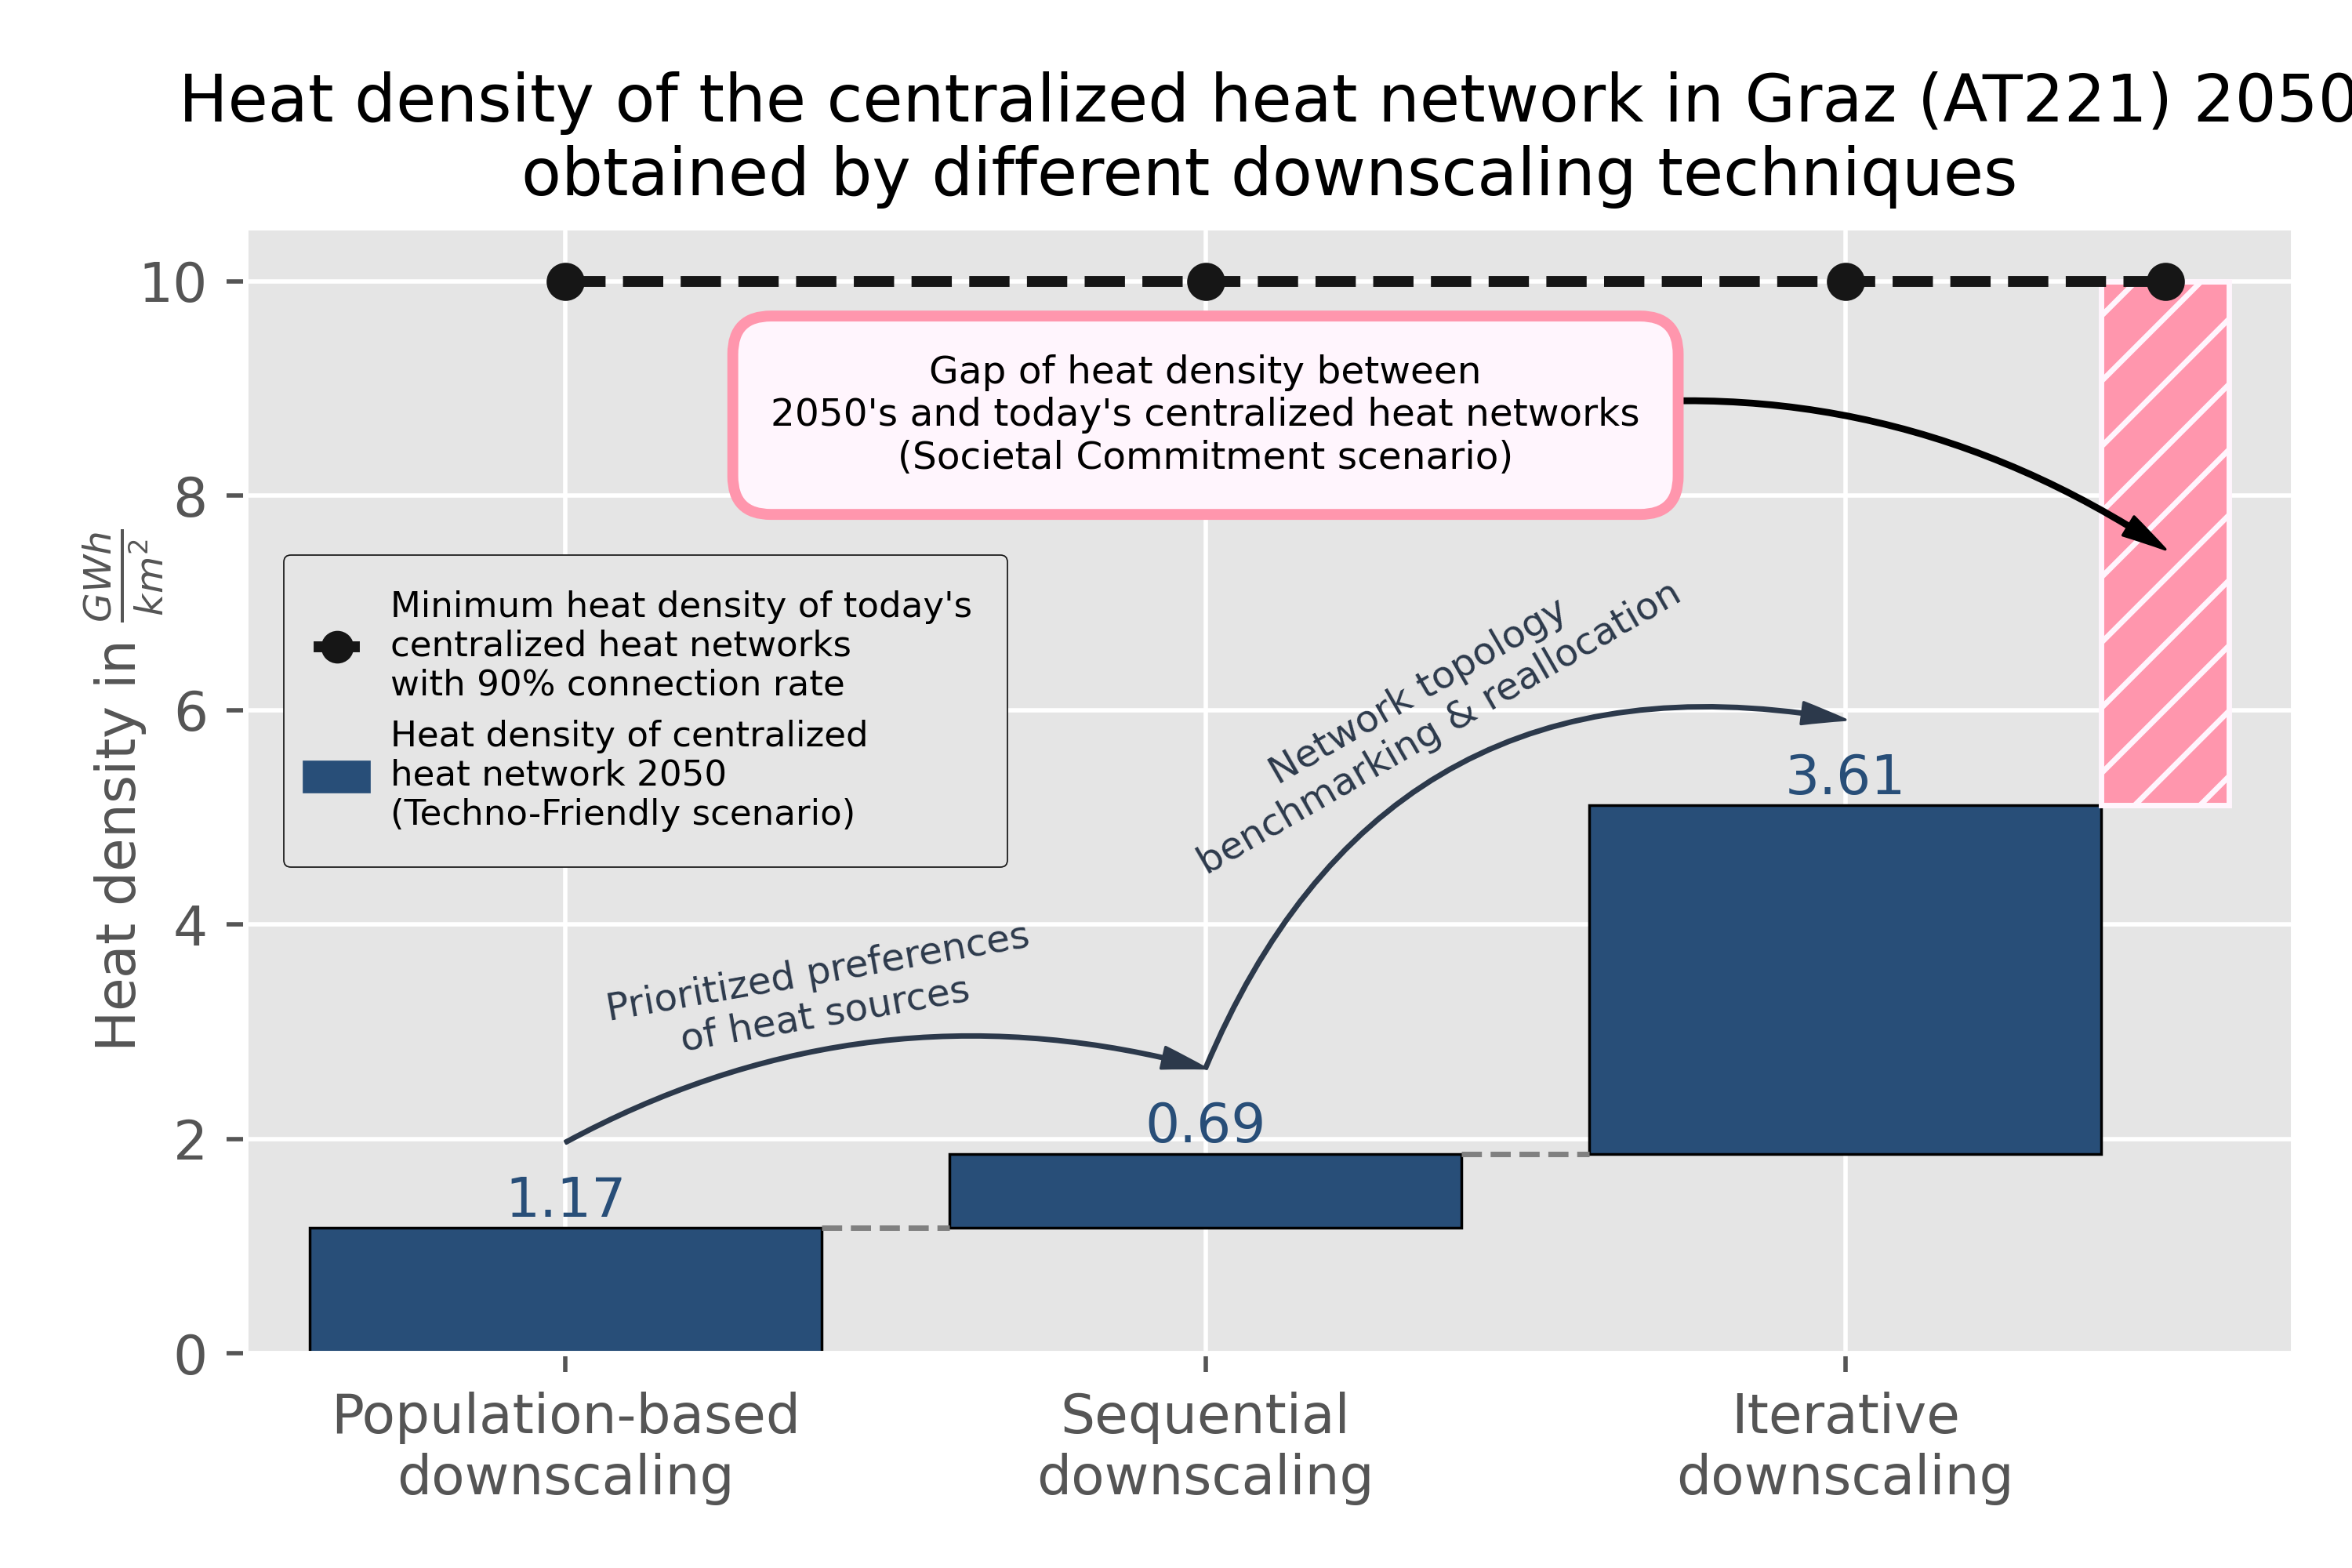 Heat density of the centralized heat network in Graz (AT221) 2050
obtained by different downscaling techniques
Heat density in GWh/km²
10
8
6
4
2
0
Gap of heat density between
2050's and today's centralized heat networks
(Societal Commitment scenario)
Minimum heat density of today's
centralized heat networks
with 90% connection rate
Heat density of centralized
heat network 2050
(Techno-Friendly scenario)
Network topology
benchmarking & reallocation
Prioritized preferences
of heat sources
1.17
0.69
3.61
Population-based
downscaling
Sequential
downscaling
Iterative
downscaling